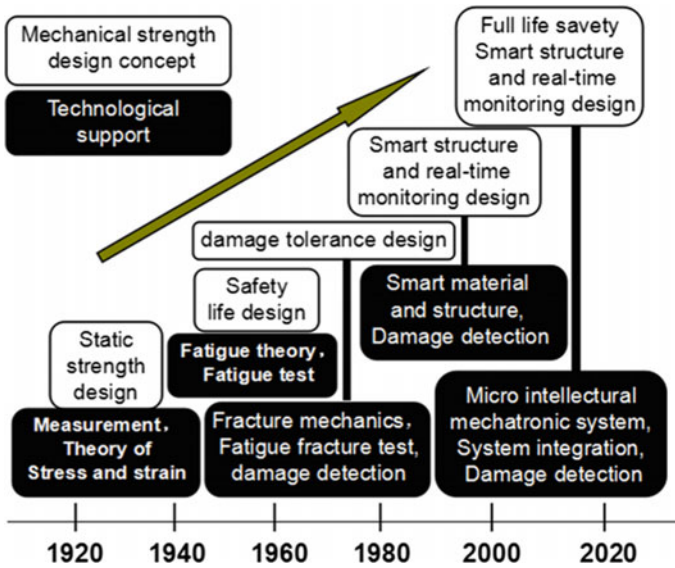 Mechanical strength
design concept
Technological
support
Full life savety
Smart structure
and real-time
monitoring design
Smart structure
and real-time
monitoring design
damage tolerance design
Safety
life design
Static
strength
design
Smart material
and structure,
Damage detection
Fatigue theory,
Fatigue test
Measurement,
Theory of
Stress and strain
Fracture mechanics,
Fatigue fracture test,
damage detection
Micro intellectural
mechatronic system,
System integration,
Damage detection
1920 1940 1960 1980 2000 2020